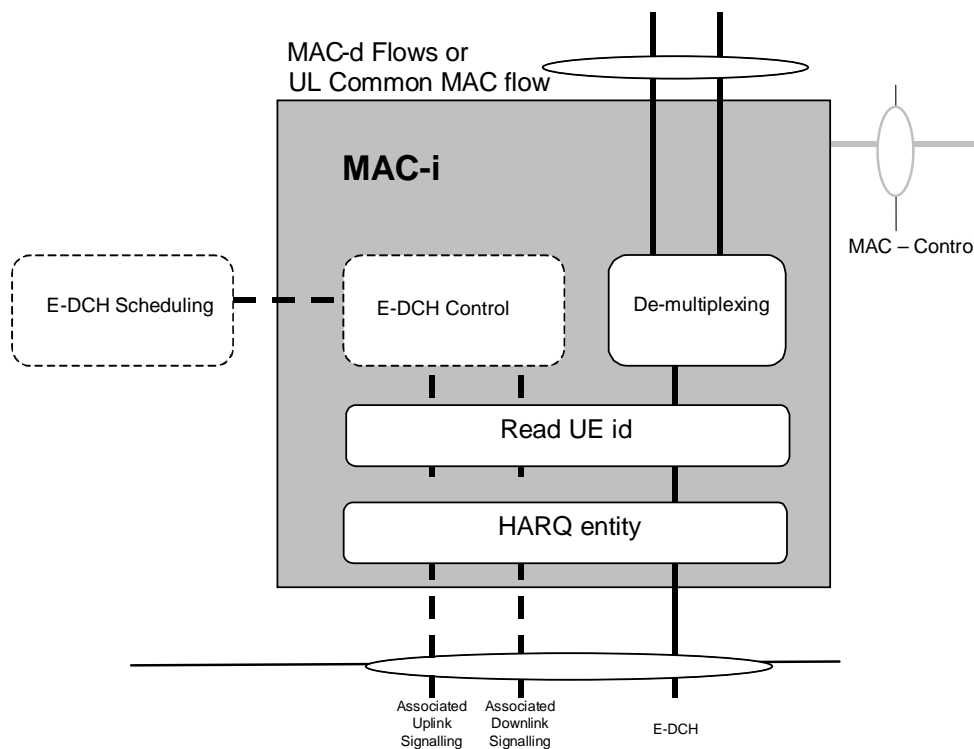 MAC-d Flows or
UL Common MAC flow
MAC-i
MAC – Contro
E-DCH Scheduling
E-DCH Control
De-multiplexing
Read UE id
HARQ entity
Associated
Uplink
Signalling
Associated
Downlink
Signalling
E-DCH